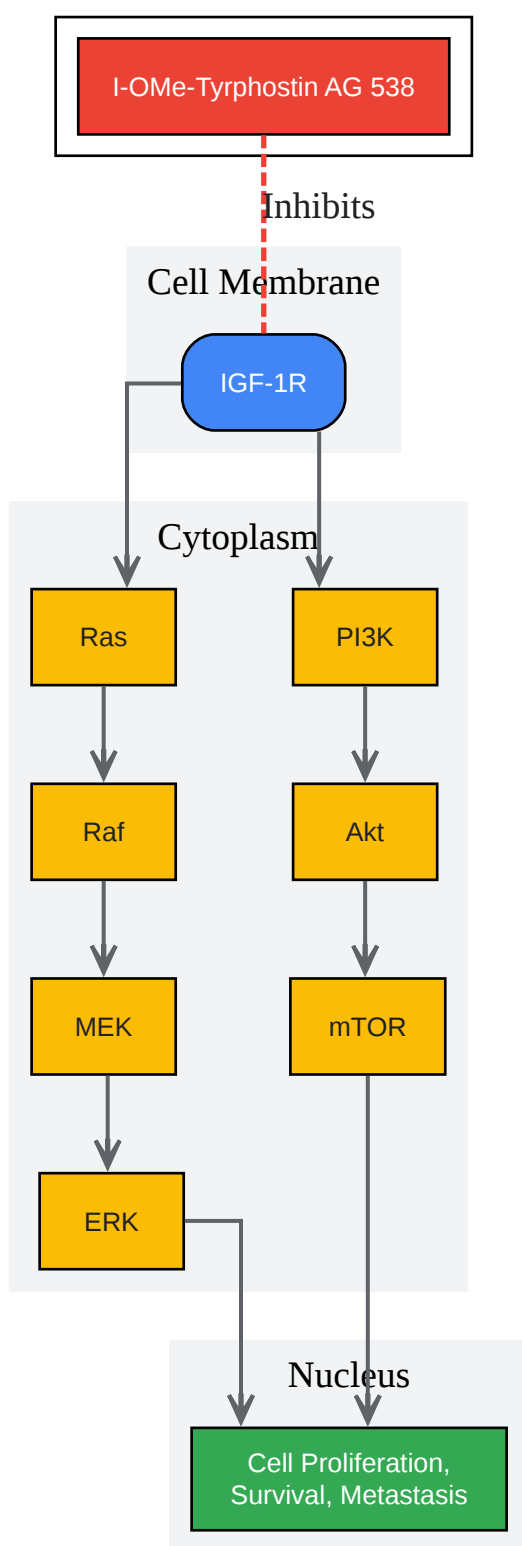 I-OMe-Tyrphostin AG 538
Inhibits
Cell Membrane
IGF-1R
Cytoplasm
Ras
PI3K
Raf
Akt
MEK
mTOR
ERK
Nucleus
Cell Proliferation,
Survival, Metastasis